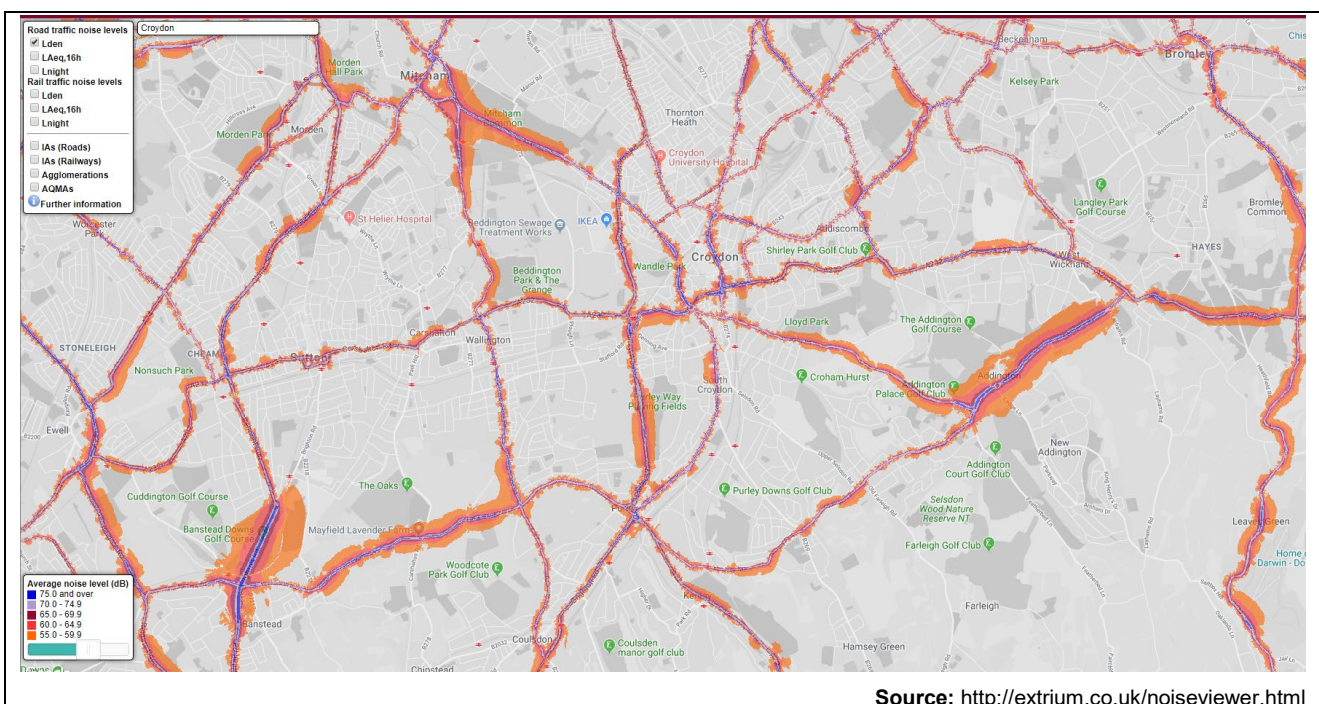 Road traffic noise levels
Lden
LAeq,16h
Lnight
Rail traffic noise levels
Lden
LAeq,16h
Lnight
IAs (Roads)
IAs (Railways)
Agglomerations
AQMAs
Further information
Croydon
Morden
Hall Park
Mitcham
Mitcham
Common
Morden Park
Morden
Thornton
Heath
Croydon
University Hospital
Beckenham
Kelsey Park
Bromley
Langley Park
Golf Course
Bromley
Common
Worcester
Park
St Helier Hospital
Beddington Sewage
Treatment Works
IKEA
Addiscombe
Shirley Park Golf Club
HAYES
West
Wickham
Wandle Park
Croydon
Beddington
Park & The
Grange
Lloyd Park
The Addington
Golf Course
STONELEIGH
Nonsuch Park
CHEAM
Sutton
Carshalton
Wallington
Croham Hurst
Addington
Addington
Palace Golf Club
South
Croydon
Purley Way
Playing Fields
Ewell
B2200
New
Addington
Addington
Court Golf Club
Cuddington Golf Course
The Oaks
Purley Downs Golf Club
Selsdon
Wood Nature
Reserve NT
Banstead Downs
Golf Course
Mayfield Lavender Farm
Leaves Green
Farleigh Golf Club
Woodcote
Park Golf Club
Kenley
Farleigh
Banstead
Coulsdon
Coulsden
manor golf club
Hamsey Green
Chipstead
Average noise level (dB)
75.0 and over
70.0 - 74.9
65.0 - 69.9
60.0 - 64.9
55.0 - 59.9
Source: http://extrium.co.uk/noiseviewer.html